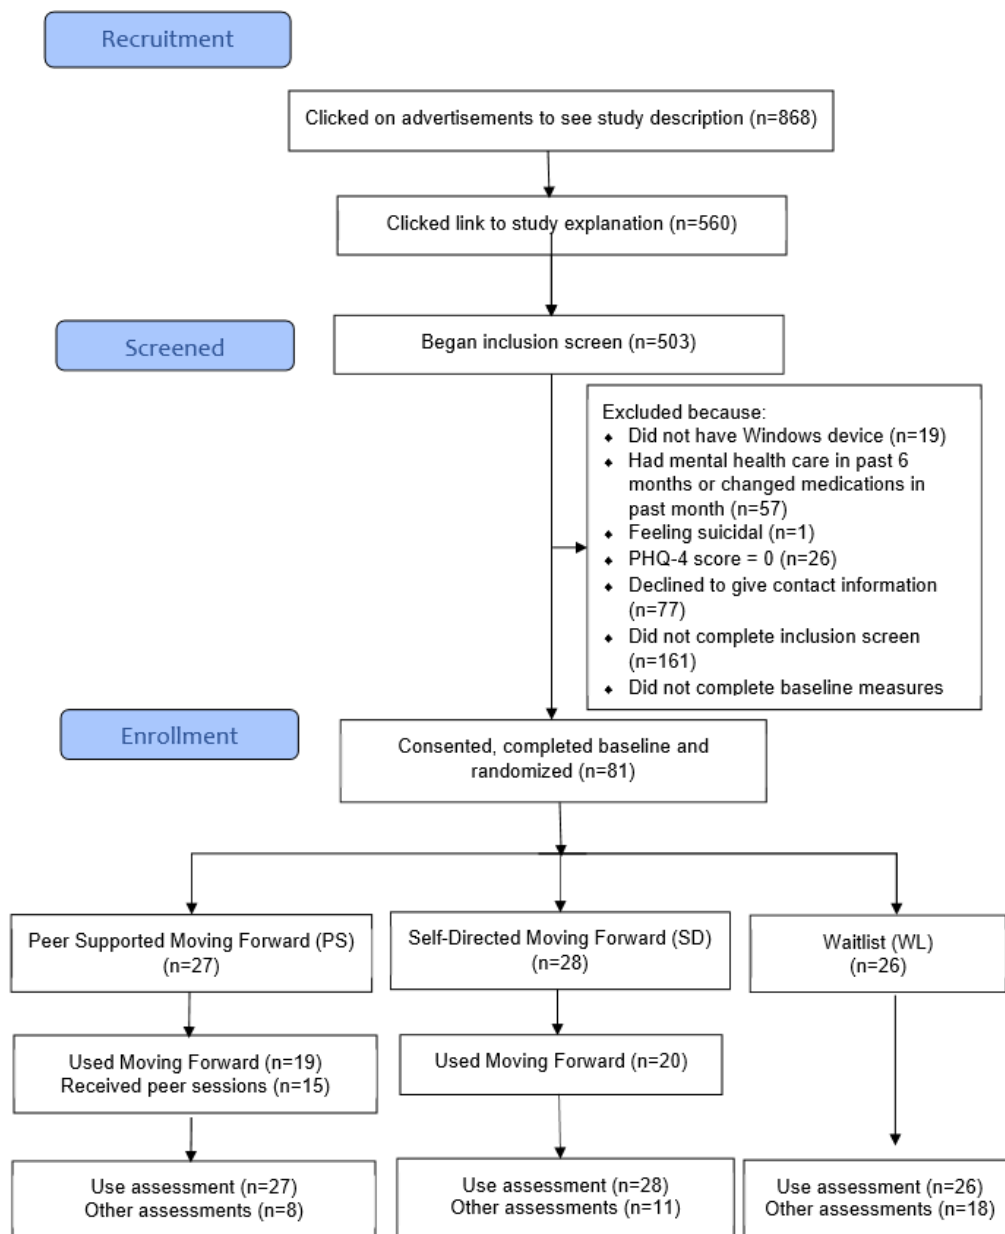 Recruitment
Clicked on advertisements to see study description (n=868)
Clicked link to study explanation (n=560)
Screened
Began inclusion screen (n=503)
Excluded because:
⬥ Did not have Windows device (n=19)
⬥ Had mental health care in past 6
months or changed medications in
past month (n=57)
⬥ Feeling suicidal (n=1)
⬥ PHQ-4 score = 0 (n=26)
⬥ Declined to give contact information
(n=77)
⬥ Did not complete inclusion screen
(n=161)
⬥ Did not complete baseline measures
Enrollment
Consented, completed baseline and
randomized (n=81)
Peer Supported Moving Forward (PS)
(n=27)
Self-Directed Moving Forward (SD)
(n=28)
Waitlist (WL)
(n=26)
Used Moving Forward (n=19)
Received peer sessions (n=15)
Used Moving Forward (n=20)
Use assessment (n=27)
Other assessments (n=8)
Use assessment (n=28)
Other assessments (n=11)
Use assessment (n=26)
Other assessments (n=18)